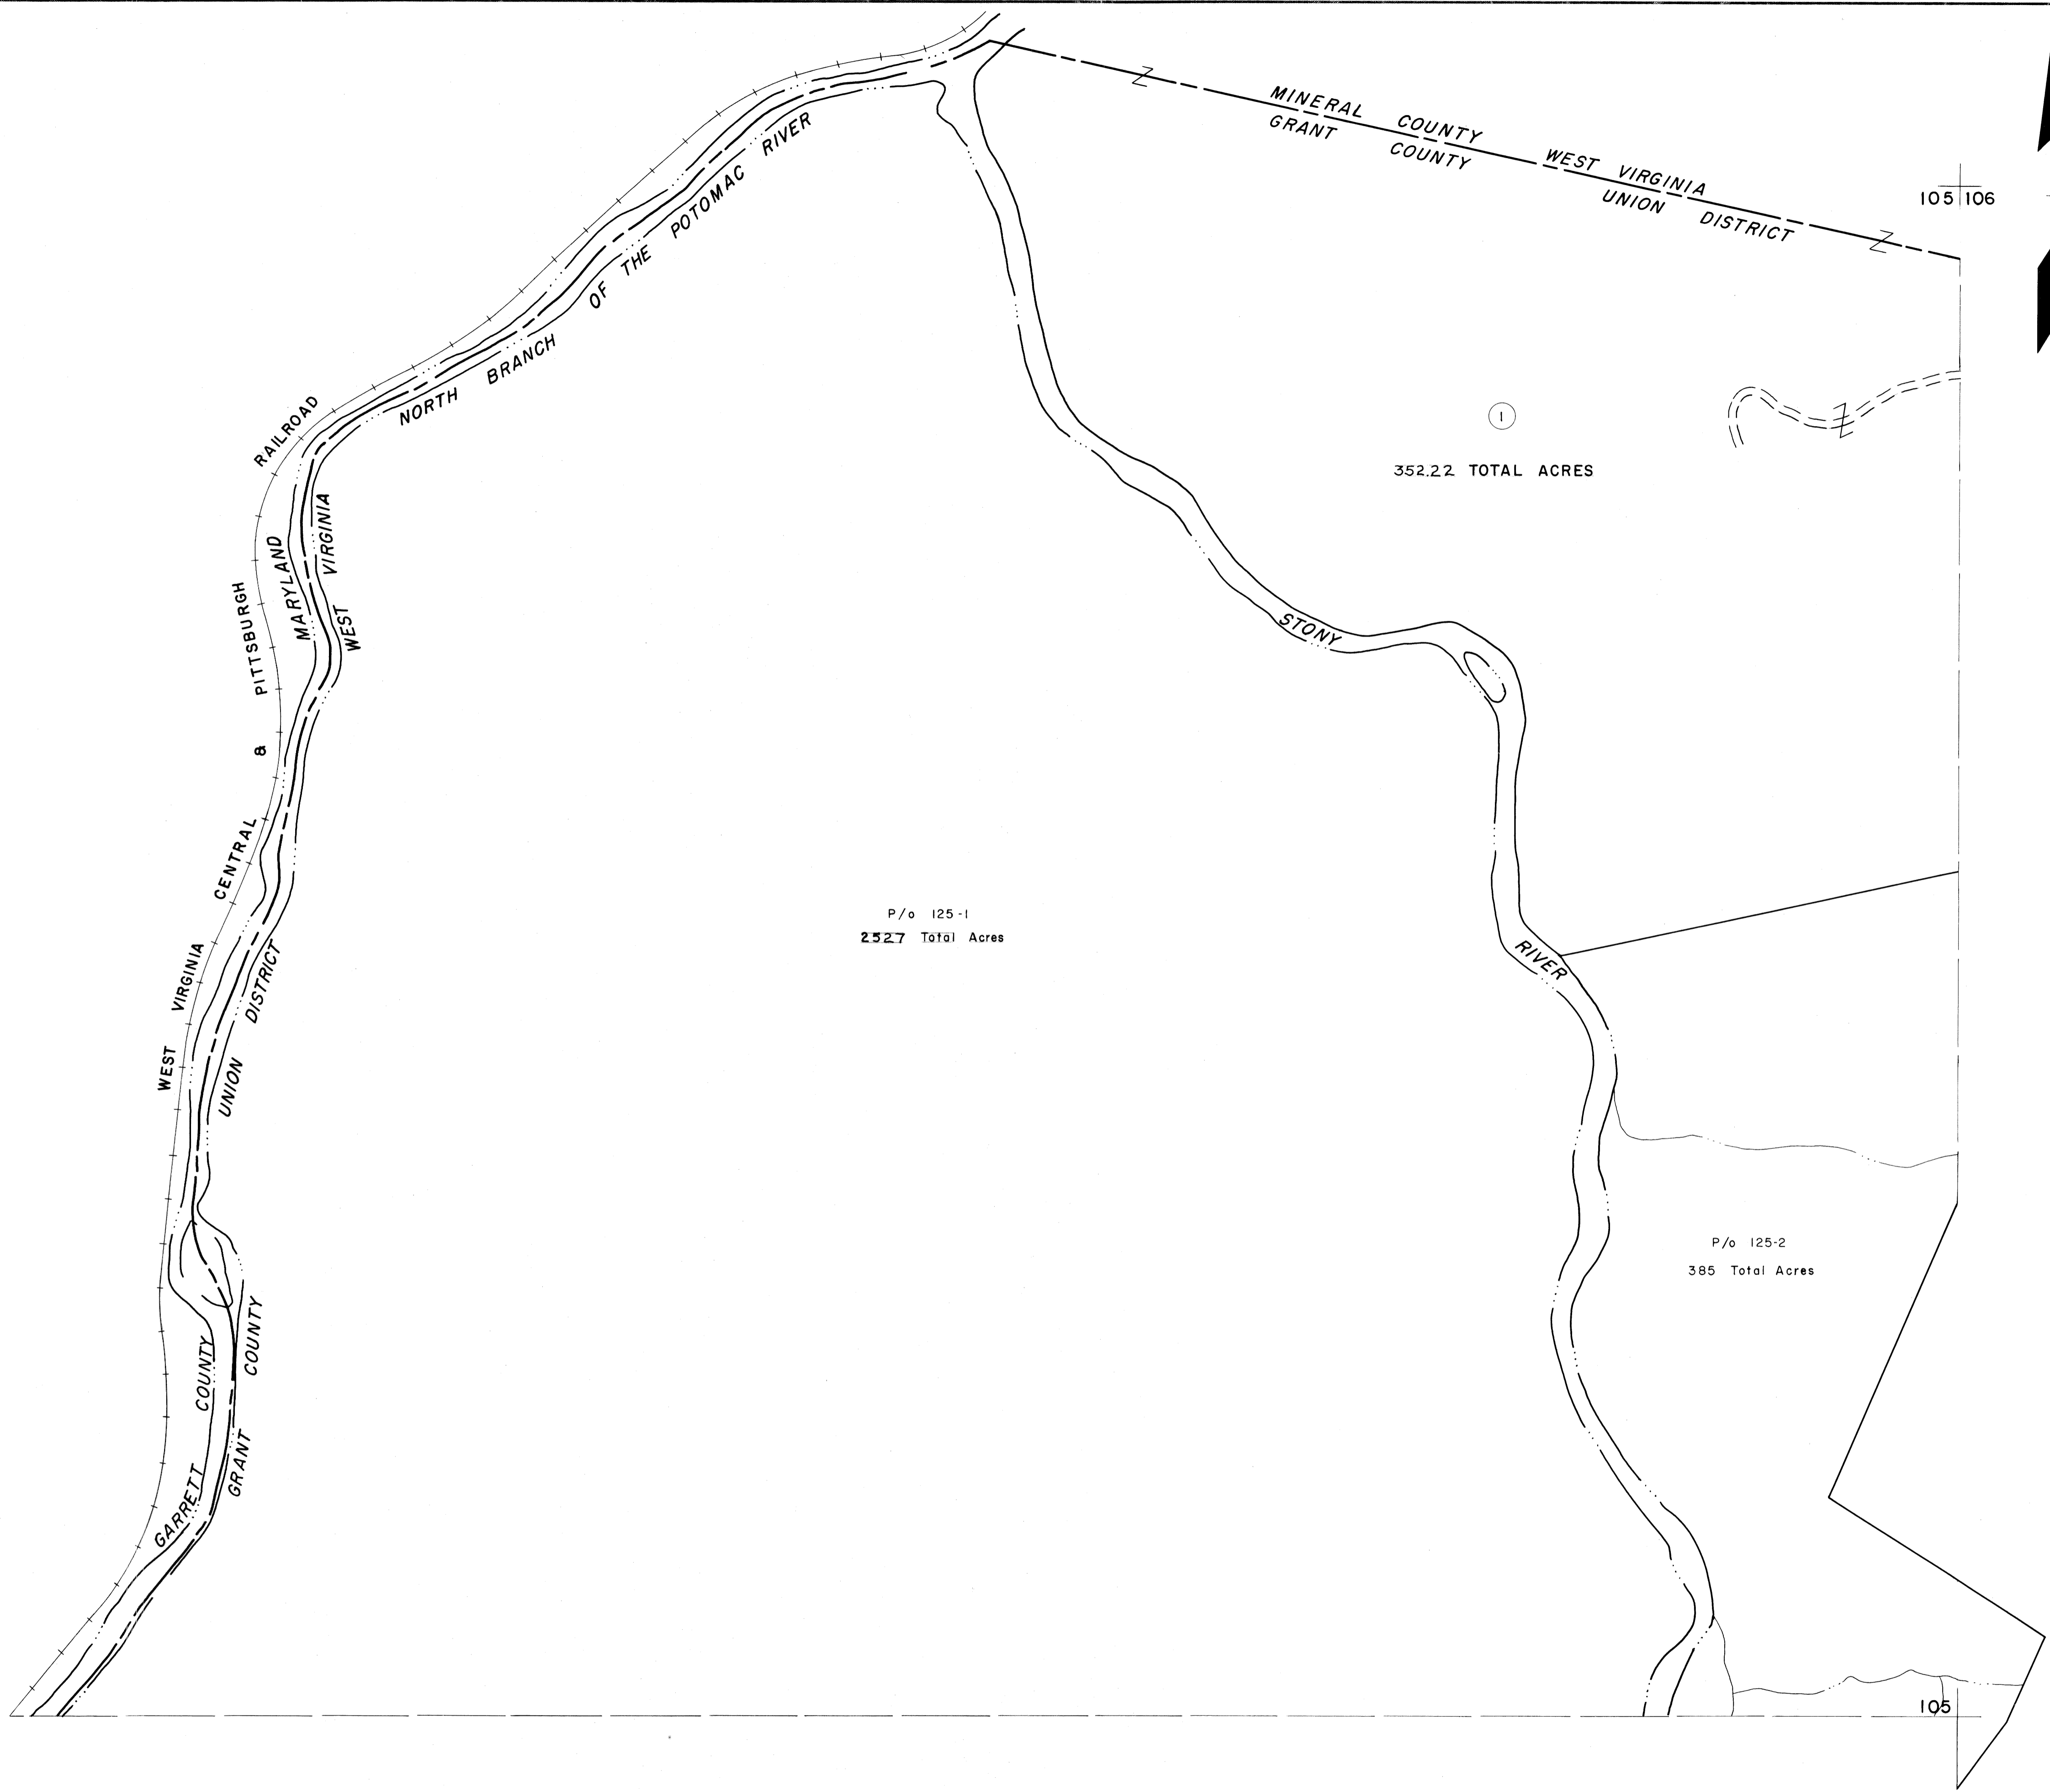 MINERAL COUNTY WEST VIRGINIA
GRANT COUNTY UNION DISTRICT
105 106
NORTH BRANCH OF THE POTOMAC RIVER
WEST VIRGINIA CENTRAL & PITTSBURGH RAILROAD
MARYLAND
WEST VIRGINIA
1
352.22 TOTAL ACRES
STONY RIVER
P/o 125-1
2527 Total Acres
UNION DISTRICT
P/o 125-2
385 Total Acres
GARRETT COUNTY
GRANT COUNTY
105